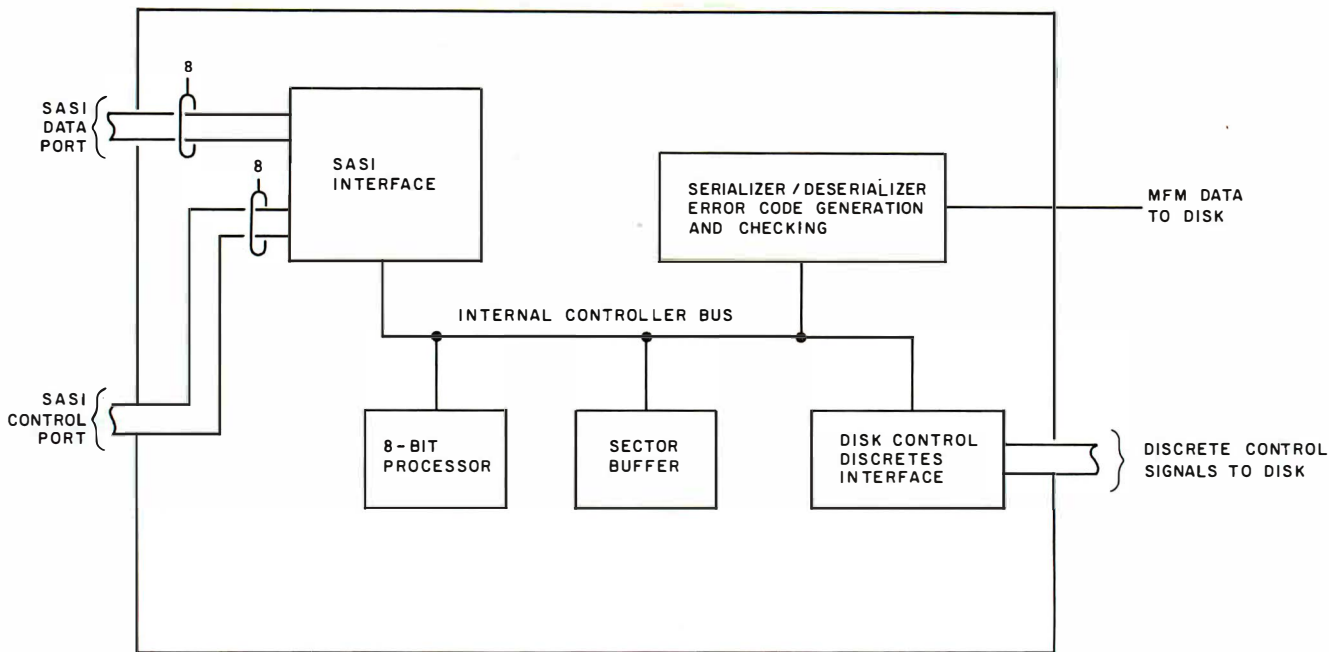 8
SASI
DATA
PORT
8
SASI
INTERFACE
SERIALIZER / DESERIALIZER
ERROR CODE GENERATION
AND CHECKING
MFM DATA
TO DISK
INTERNAL CONTROLLER BUS
SASI
CONTROL
PORT
8-BIT
PROCESSOR
SECTOR
BUFFER
DISK CONTROL
DISCRETES
INTERFACE
DISCRETE CONTROL
SIGNALS TO DISK